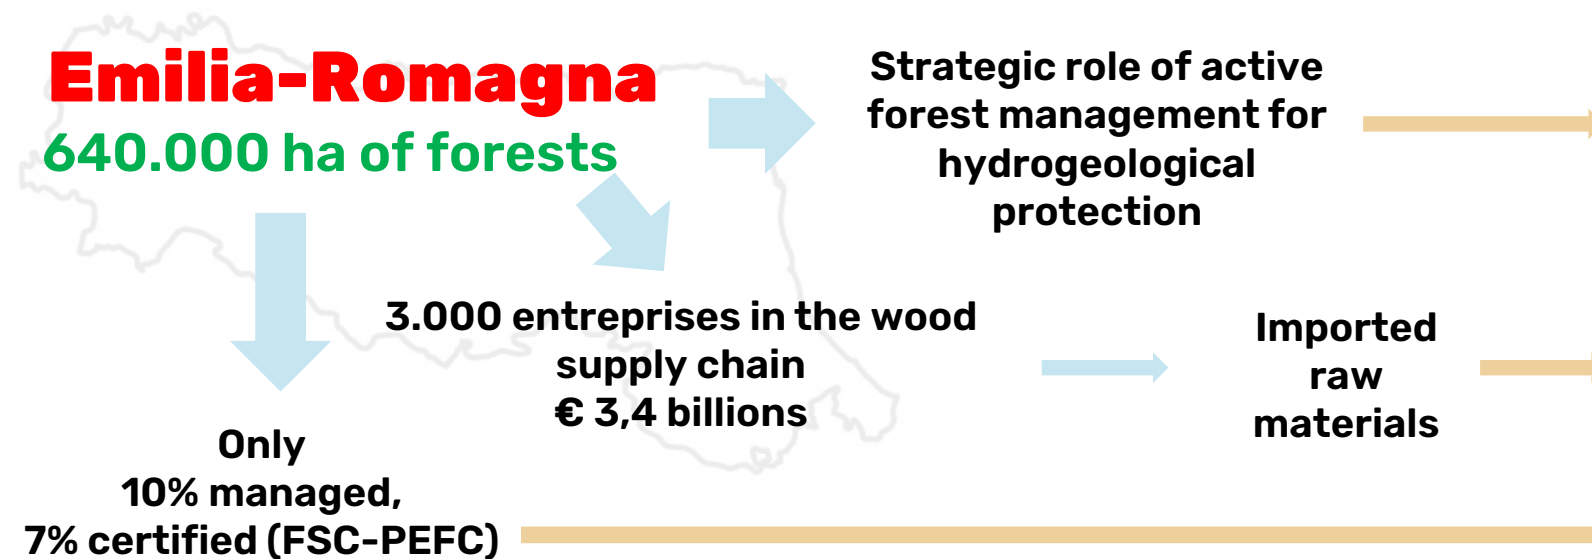 Emilia-Romagna
640.000 ha of forests
Strategic role of active
forest management for
hydrogeological
protection
3.000 entreprises in the wood
supply chain
€ 3,4 billions
Imported
raw
materials
Only
10% managed,
7% certified (FSC-PEFC)